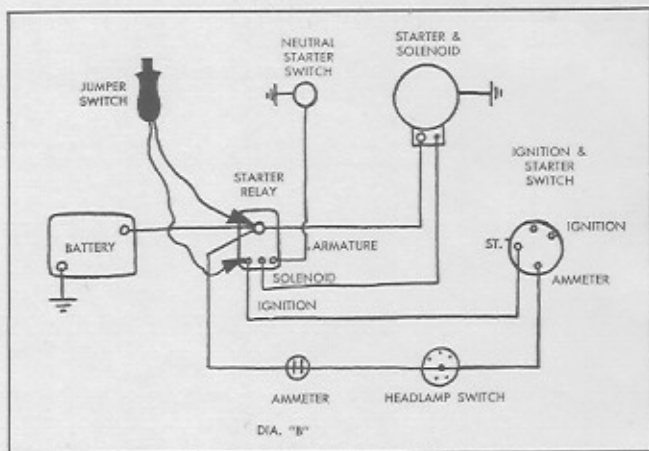 NEUTRAL
STARTER
SWITCH
STARTER &
SOLENOID
JUMPER
SWITCH
IGNITION &
STARTER
SWITCH
STARTER
RELAY
IGNITION
ST.
BATTERY
ARMATURE
AMMETER
SOLENOID
IGNITION
AMMETER
HEADLAMP SWITCH
DIA. "B"